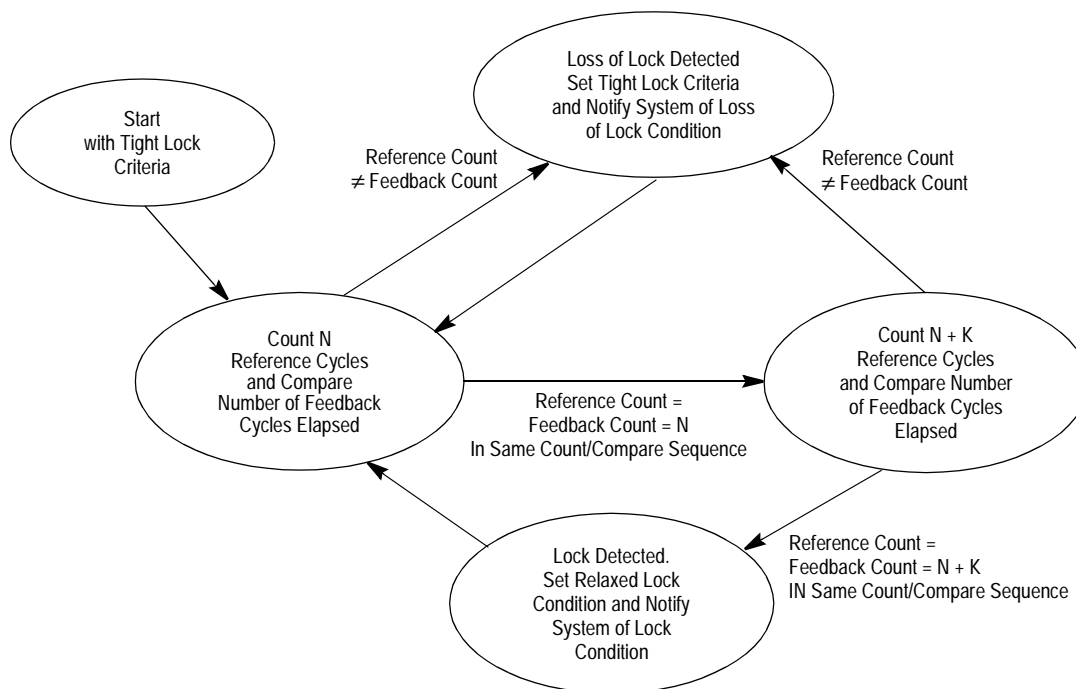 Loss of Lock Detected
Set Tight Lock Criteria
and Notify System of Loss
of Lock Condition
Start
with Tight Lock
Criteria
Reference Count
≠ Feedback Count
Reference Count
≠ Feedback Count
Count N
Reference Cycles
and Compare
Number of Feedback
Cycles Elapsed
Count N + K
Reference Cycles
and Compare Number
of Feedback Cycles
Elapsed
Reference Count =
Feedback Count = N
In Same Count/Compare Sequence
Lock Detected.
Set Relaxed Lock
Condition and Notify
System of Lock
Condition
Reference Count =
Feedback Count = N + K
IN Same Count/Compare Sequence